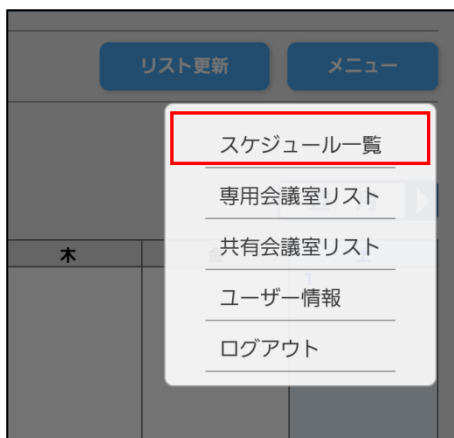 リスト更新 メニュー
スケジュール一覧
専用会議室リスト
共有会議室リスト
木
ユーザー情報
1
ログアウト